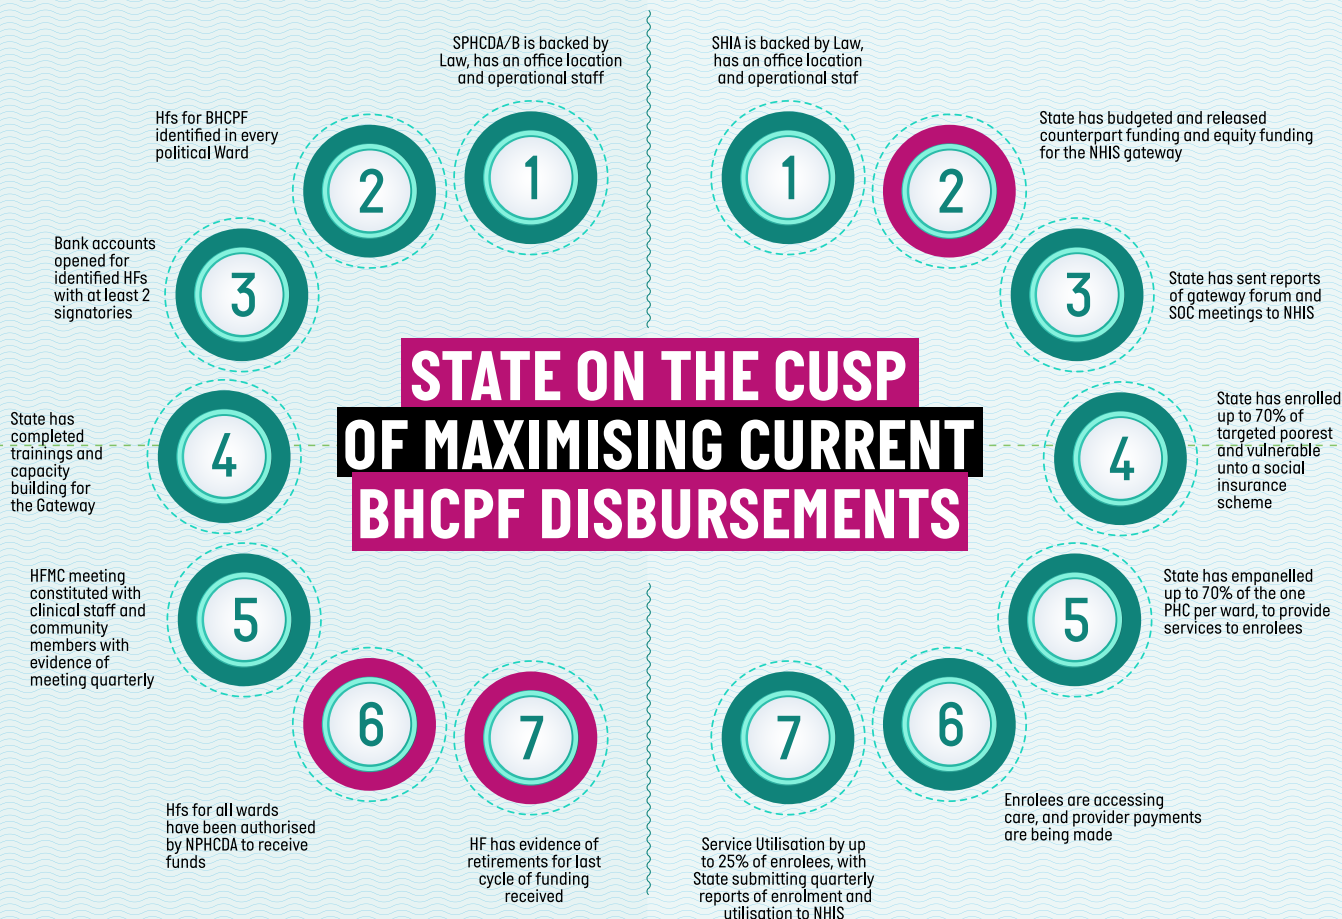 SPHCDA/B is backed by
Law, has an office location
and operational staff
1
Hfs for BHCPF
identified in every
political Ward
2
Bank accounts
opened for
identified HFs
with at least 2
signatories
3
State has
completed
trainings and
capacity
building for
the Gateway
4
HFMC meeting
constituted with
clinical staff and
community
members with
evidence of
meeting quarterly
5
6
Hfs for all wards
have been authorised
by NPHCDA to receive
funds
7
HF has evidence of
retirements for last
cycle of funding
received
STATE ON THE CUSP
OF MAXIMISING CURRENT
BHCPF DISBURSEMENTS
SHIA is backed by Law,
has an office location
and operational staf
1
State has budgeted and released
counterpart funding and equity funding
for the NHIS gateway
2
3
State has sent reports
of gateway forum and
SOC meetings to NHIS
4
State has enrolled
up to 70% of
targeted poorest
and vulnerable
unto a social
insurance
scheme
5
State has empanelled
up to 70% of the one
PHC per ward, to provide
services to enrolees
6
Enrolees are accessing
care, and provider payments
are being made
7
Service Utilisation by up
to 25% of enrolees, with
State submitting quarterly
reports of enrolment and
utilisation to NHIS